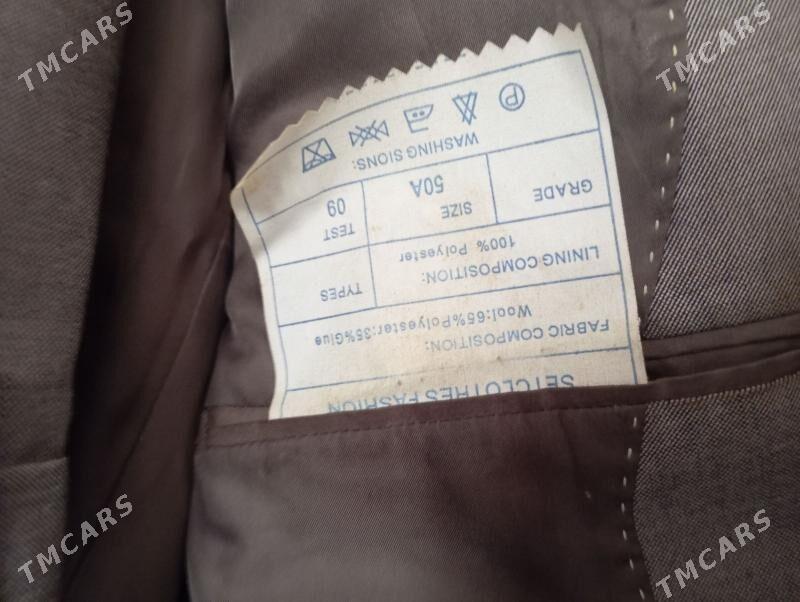 SETCLOTHES FASHION
FABRIC COMPOSITION:
Wool:65%Polyester:35%Glue
LINING COMPOSITION:
100% Polyester
TYPES
GRADE
SIZE
50A
TEST
09
WASHING SIONS:
P
TMCARS
TMCARS
TMCARS
TMCARS